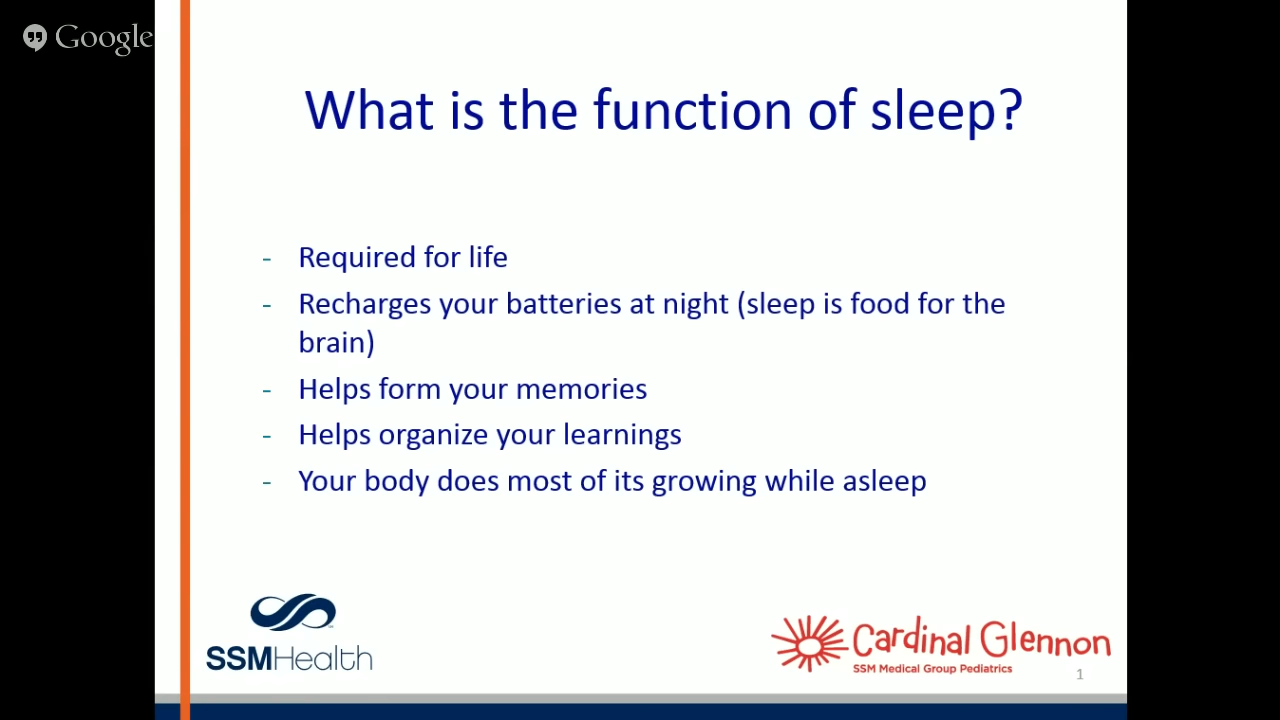 Google
What is the function of sleep?
- Required for life
- Recharges your batteries at night (sleep is food for the
brain)
- Helps form your memories
- Helps organize your learnings
- Your body does most of its growing while asleep
SSMHealth
Cardinal Glennon
SSM Medical Group Pediatrics
1